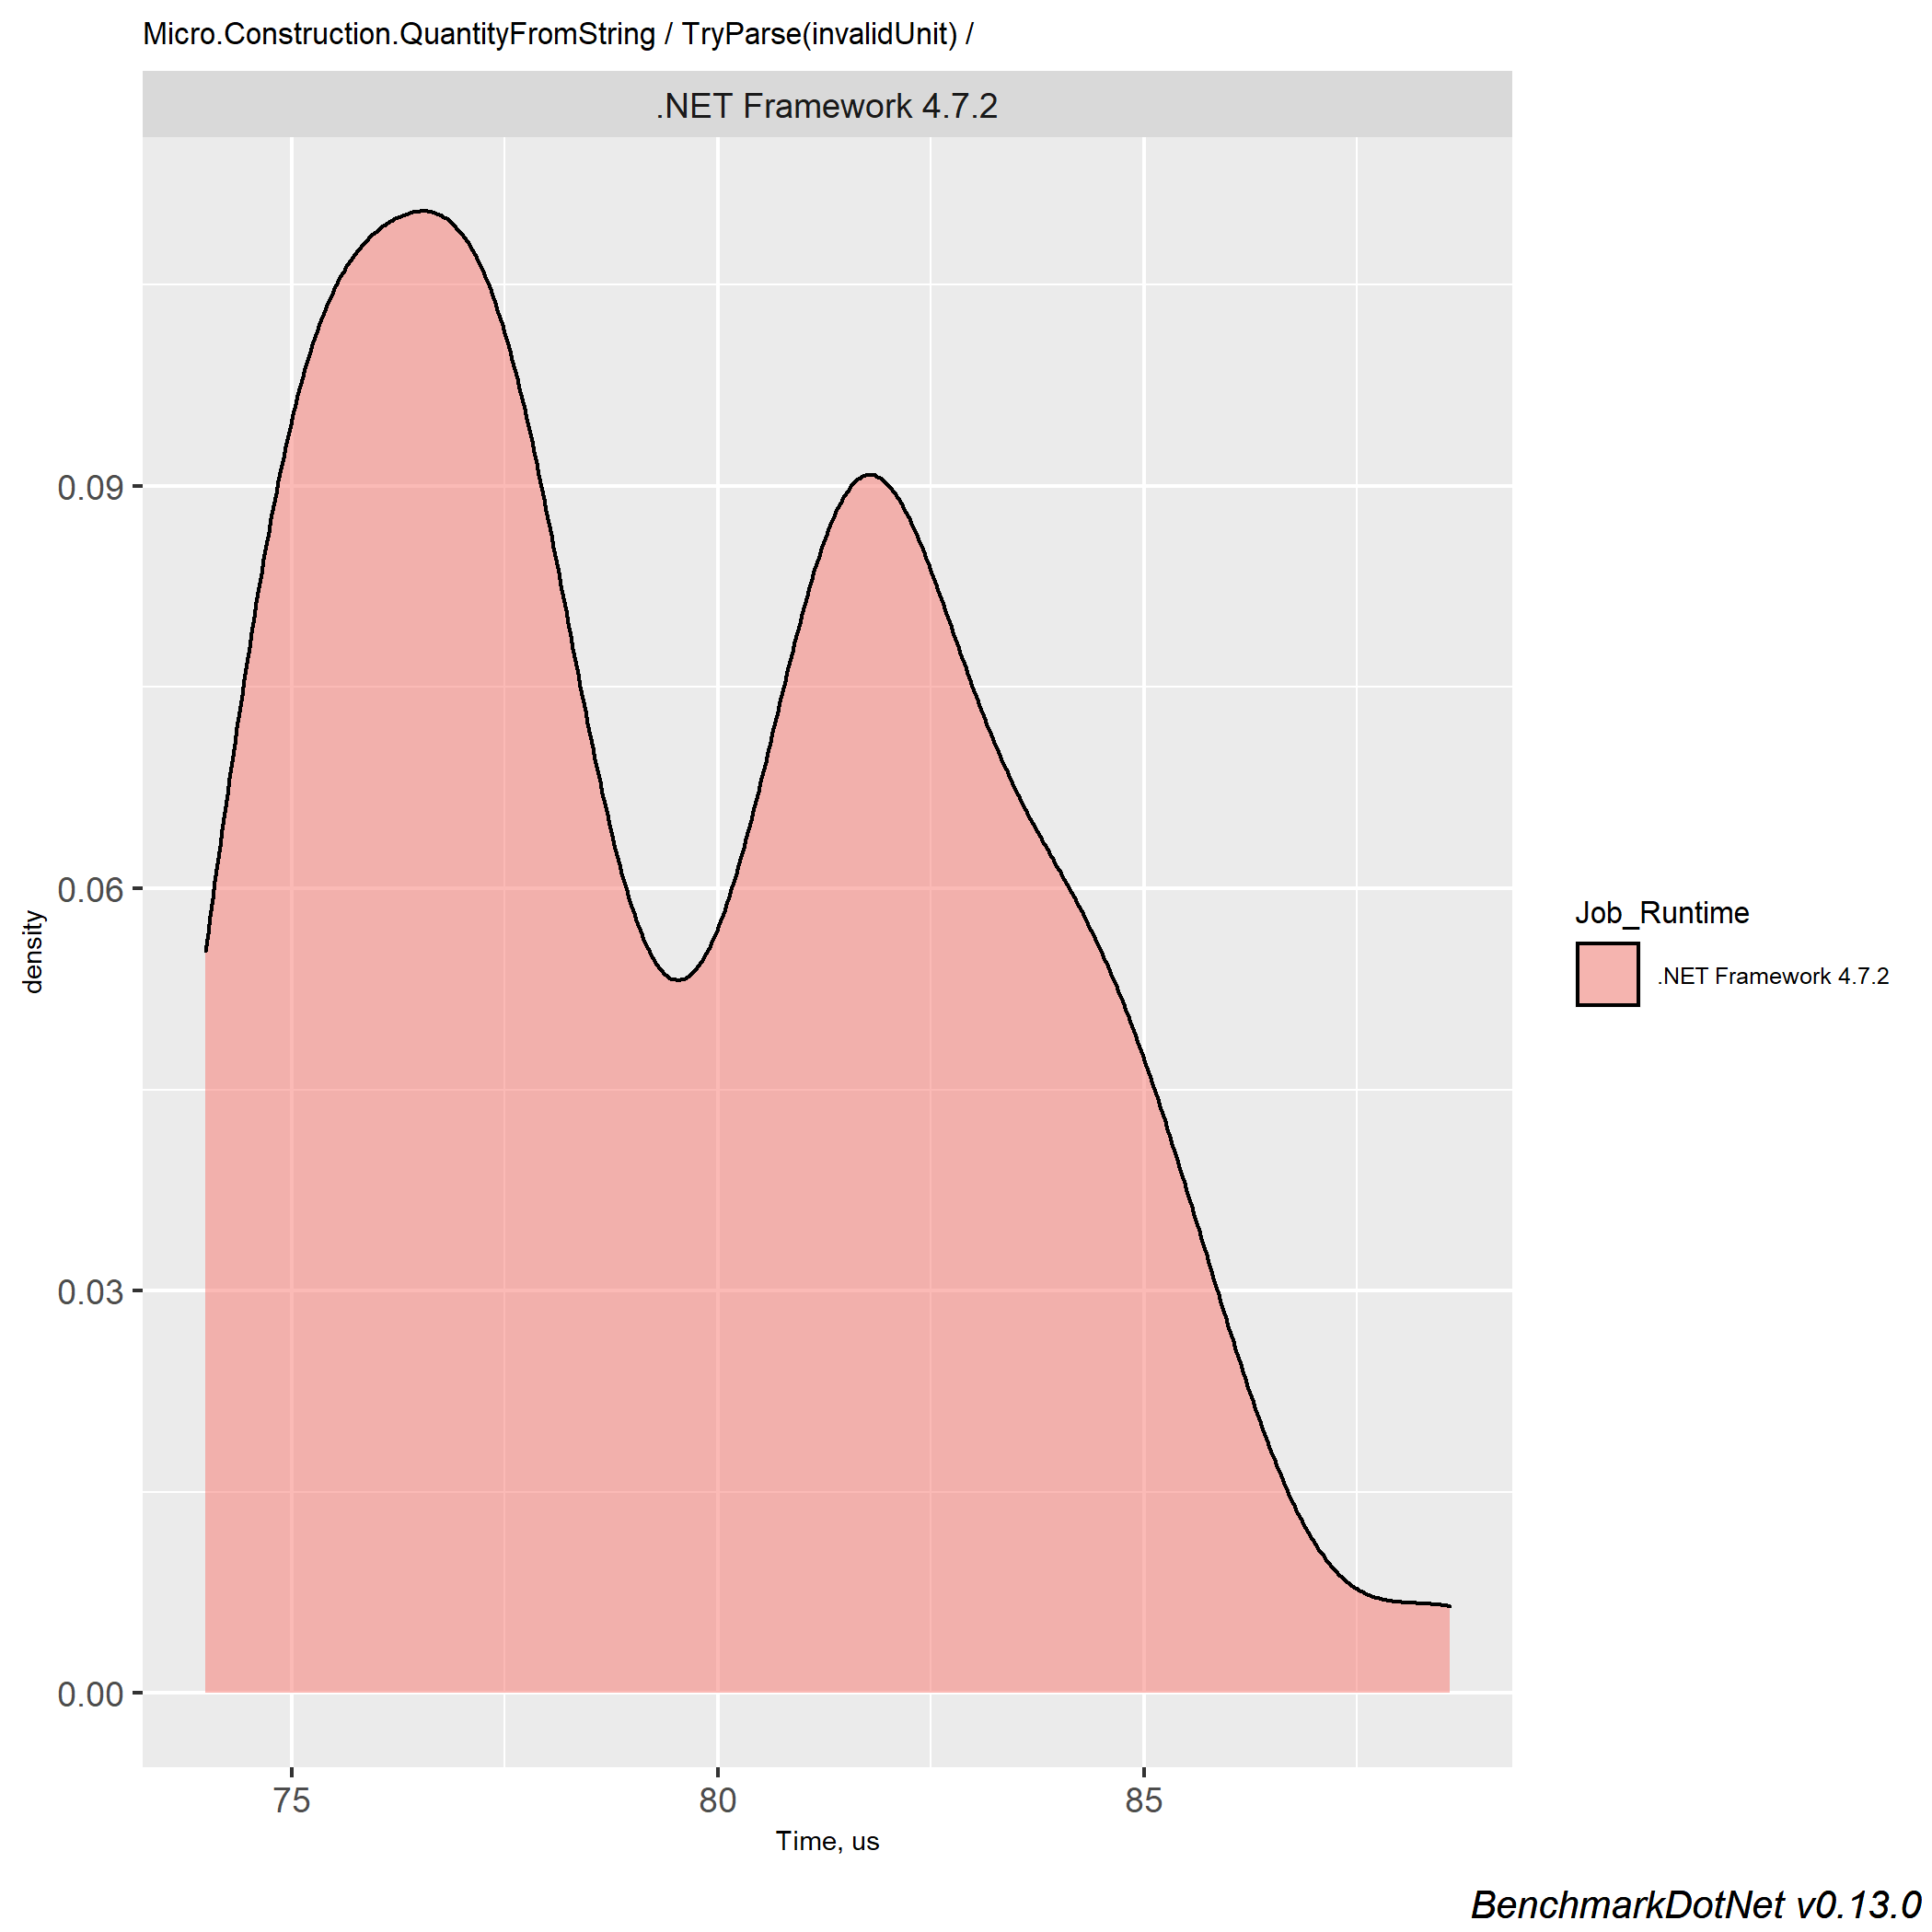 Micro.Construction.QuantityFromString / TryParse(invalidUnit) /
.NET Framework 4.7.2
0.09
0.06
0.03
0.00
density
75
80
85
Time, us
Job_Runtime
.NET Framework 4.7.2
BenchmarkDotNet v0.13.0